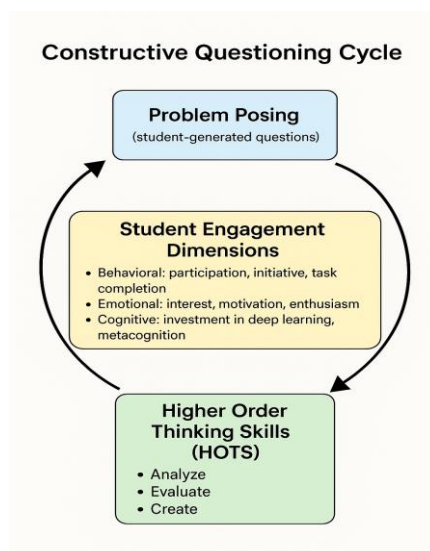 Constructive Questioning Cycle
Problem Posing
(student-generated questions)
Student Engagement
Dimensions
• Behavioral: participation, initiative, task
completion
• Emotional: interest, motivation, enthusiasm
• Cognitive: investment in deep learning,
metacognition
Higher Order
Thinking Skills
(HOTS)
• Analyze
• Evaluate
• Create